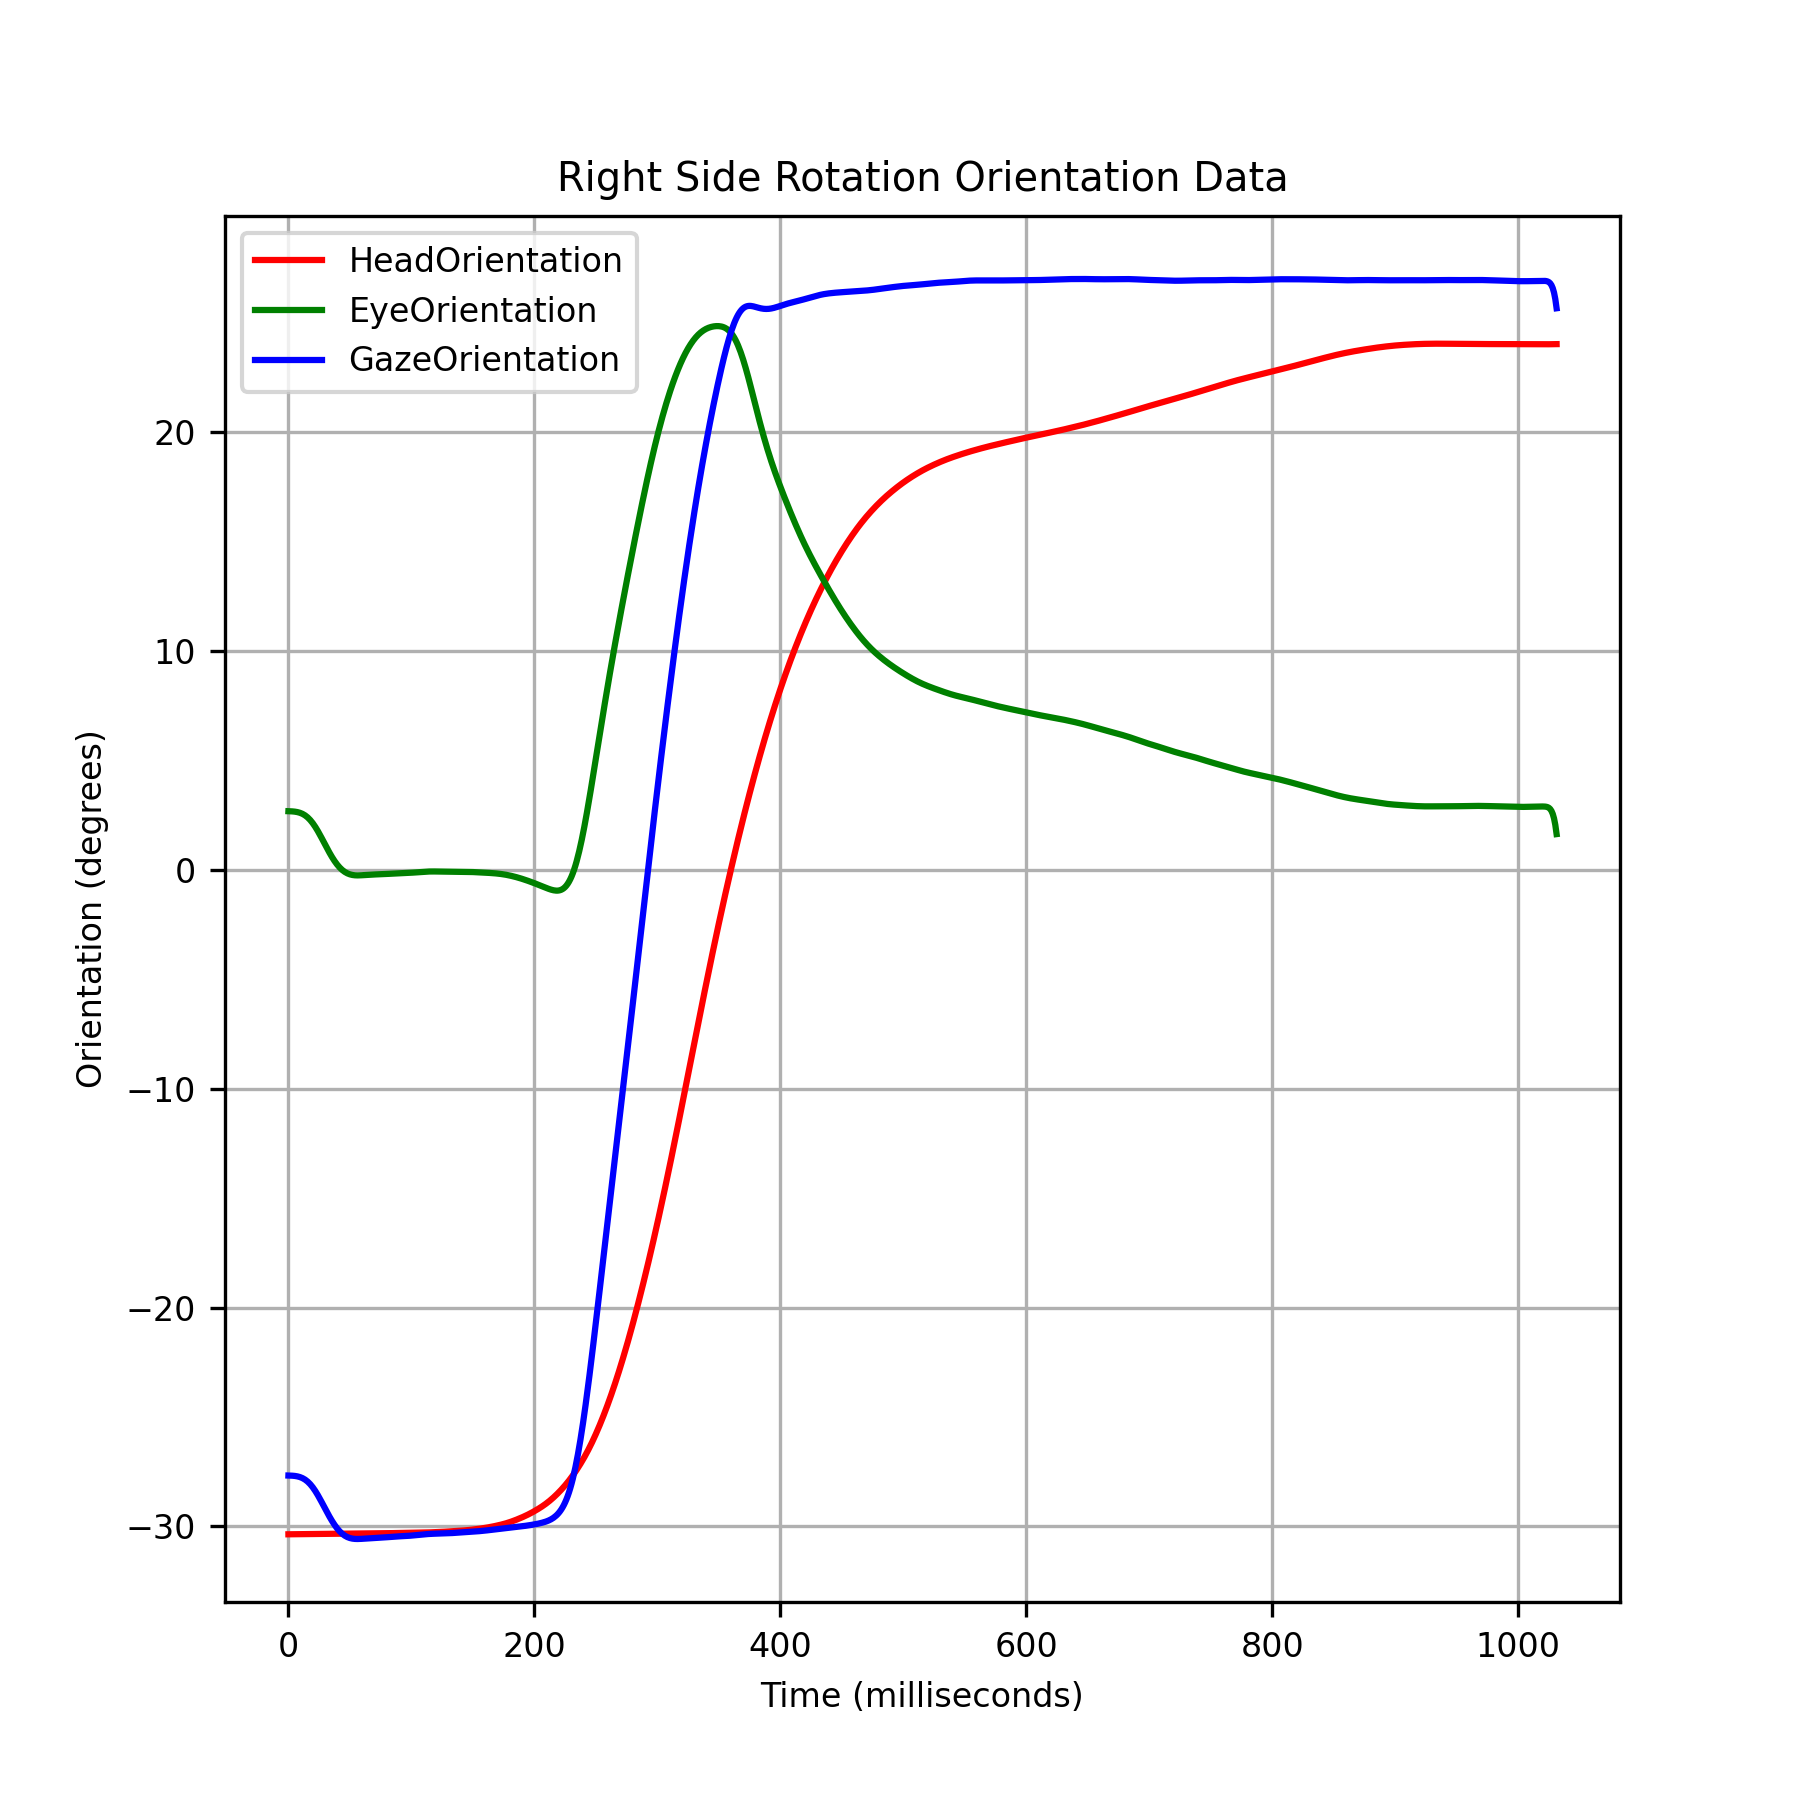 Right Side Rotation Orientation Data
HeadOrientation
EyeOrientation
GazeOrientation
20
10
0
−10
−20
−30
Orientation (degrees)
0 200 400 600 800 1000
Time (milliseconds)